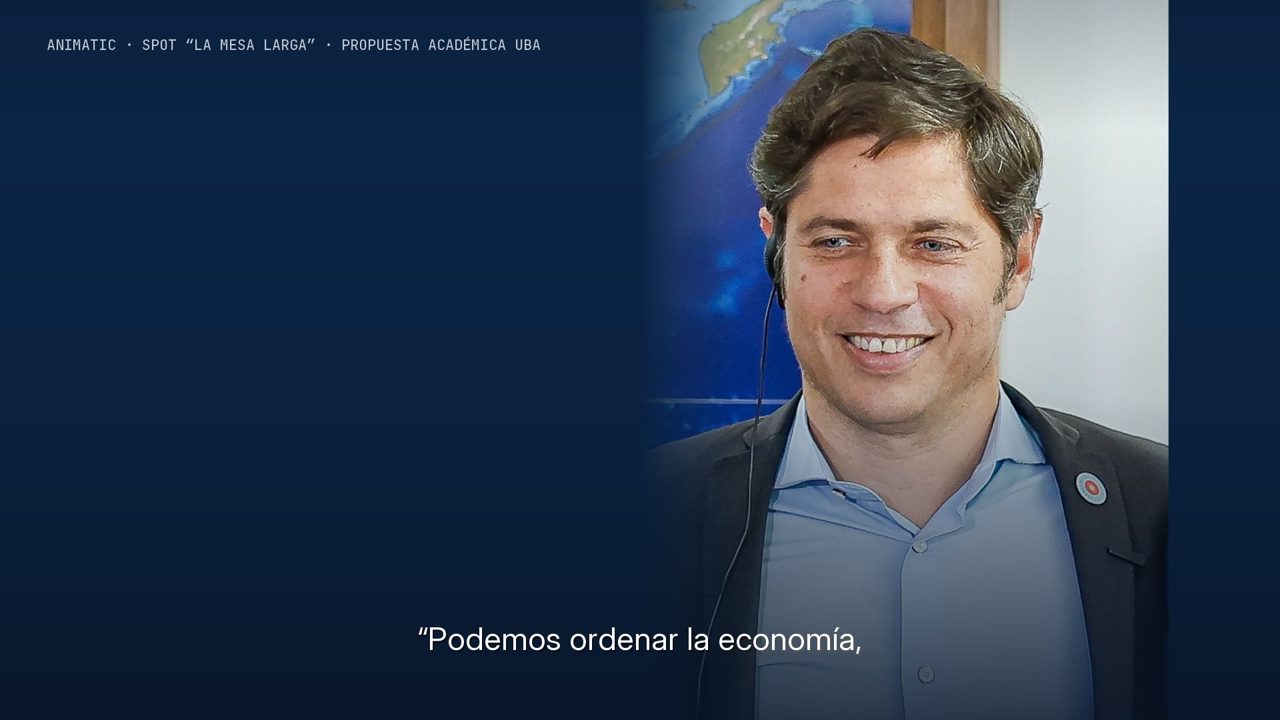 ANIMATIC · SPOT “LA MESA LARGA” · PROPUESTA ACADÉMICA UBA
“Podemos ordenar la economía,